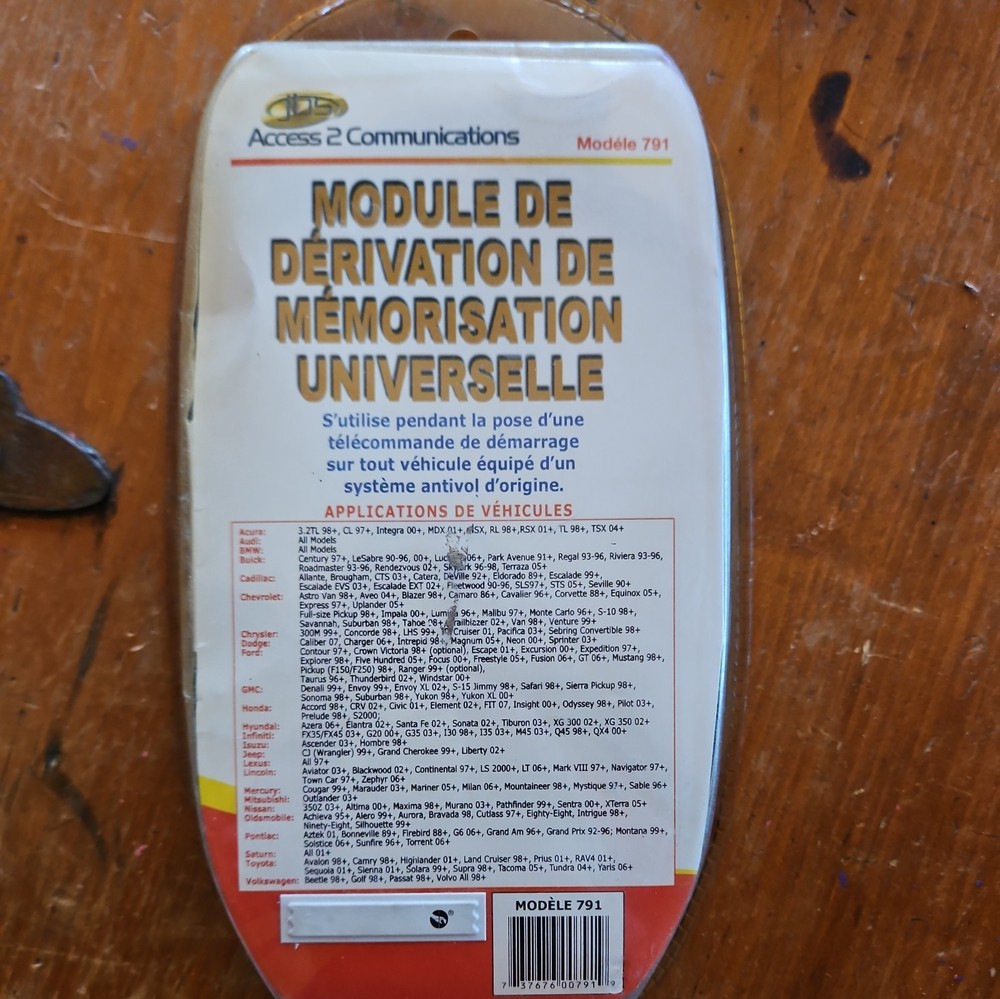 jbs
Access 2 Communications
Modéle 791
MODULE DE
DÉRIVATION DE
MÉMORISATION
UNIVERSELLE
S'utilise pendant la pose d'une
télécommande de démarrage
sur tout véhicule équipé d'un
système antivol d'origine.
APPLICATIONS DE VÉHICULES
Acura: 3.2TL 98+, CL 97+, Integra 00+, MDX 01+, RL 98+,RSX 01+, TL 98+, TSX 04+
Audi: All Models
BMW: All Models
Buick: Century 97+, LeSabre 90-96, 00+, 06+, Park Avenue 91+, Regal 93-96, Riviera 93-96,
Roadmaster 93-96, Rendezvous 02+, 96-98, Terraza 05+
Cadillac: Allante, Brougham, CTS 03+, Catera, DeVille 92+, Eldorado 89+, Escalade 99+,
Escalade EVS 03+, Escalade EXT 02+, Fleetwood 90-96, SLS97+, STS 05+, Seville 90+
Chevrolet: Astro Van 98+, Aveo 04+, Blazer 98+, Camaro 86+, Cavalier 96+, Corvette 88+, Equinox 05+,
Express 97+, Uplander 05+
Full-size Pickup 98+, Impala 00+, 96+, Malibu 97+, Monte Carlo 96+, S-10 98+,
Savannah, Suburban 98+, Tahoe 98+, Trailblazer 02+, Van 98+, Venture 99+
Chrysler: 300M 99+, Concorde 98+, LHS 99+, Cruiser 01, Pacifica 03+, Sebring Convertible 98+
Dodge: Caliber 07, Charger 06+, Intrepid 98+, Magnum 05+, Neon 00+, Sprinter 03+
Ford: Contour 97+, Crown Victoria 98+ (optional), Escape 01+, Excursion 00+, Expedition 97+,
Explorer 98+, Five Hundred 05+, Focus 00+, Freestyle 05+, Fusion 06+, GT 06+, Mustang 98+,
Pickup (F150/F250) 98+, Ranger 99+ (optional),
Taurus 96+, Thunderbird 02+, Windstar 00+
GMC: Denali 99+, Envoy 99+, Envoy XL 02+, S-15 Jimmy 98+, Safari 98+, Sierra Pickup 98+,
Sonoma 98+, Suburban 98+, Yukon 98+, Yukon XL 00+
Honda: Accord 98+, CRV 02+, Civic 01+, Element 02+, FIT 07, Insight 00+, Odyssey 98+, Pilot 03+,
Prelude 98+, S2000;
Hyundai: Azera 06+, Elantra 02+, Santa Fe 02+, Sonata 02+, Tiburon 03+, XG 300 02+, XG 350 02+
Infiniti: FX35/FX45 03+, G20 00+, G35 03+, I30 98+, I35 03+, M45 03+, Q45 98+, QX4 00+
Isuzu: Ascender 03+, Hombre 98+
Jeep: CJ (Wrangler) 99+, Grand Cherokee 99+, Liberty 02+
Lexus: All 97+
Lincoln: Aviator 03+, Blackwood 02+, Continental 97+, LS 2000+, LT 06+, Mark VIII 97+, Navigator 97+,
Town Car 97+, Zephyr 06+
Mercury: Cougar 99+, Marauder 03+, Mariner 05+, Milan 06+, Mountaineer 98+, Mystique 97+, Sable 96+
Mitsubishi: Outlander 03+
Nissan: 350Z 03+, Altima 00+, Maxima 98+, Murano 03+, Pathfinder 99+, Sentra 00+, XTerra 05+
Oldsmobile: Achieva 95+, Alero 99+, Aurora, Bravada 98, Cutlass 97+, Eighty-Eight, Intrigue 98+,
Ninety-Eight, Silhouette 99+
Pontiac: Aztek 01, Bonneville 89+, Firebird 88+, G6 06+, Grand Am 96+, Grand Prix 92-96; Montana 99+,
Solstice 06+, Sunfire 96+, Torrent 06+
Saturn: All 01+
Toyota: Avalon 98+, Camry 98+, Highlander 01+, Land Cruiser 98+, Prius 01+, RAV4 01+,
Sequoia 01+, Sienna 01+, Solara 99+, Supra 98+, Tacoma 05+, Tundra 04+, Yaris 06+
Volkswagen: Beetle 98+, Golf 98+, Passat 98+, Volvo All 98+
MODÈLE 791
7 37676 00791 9